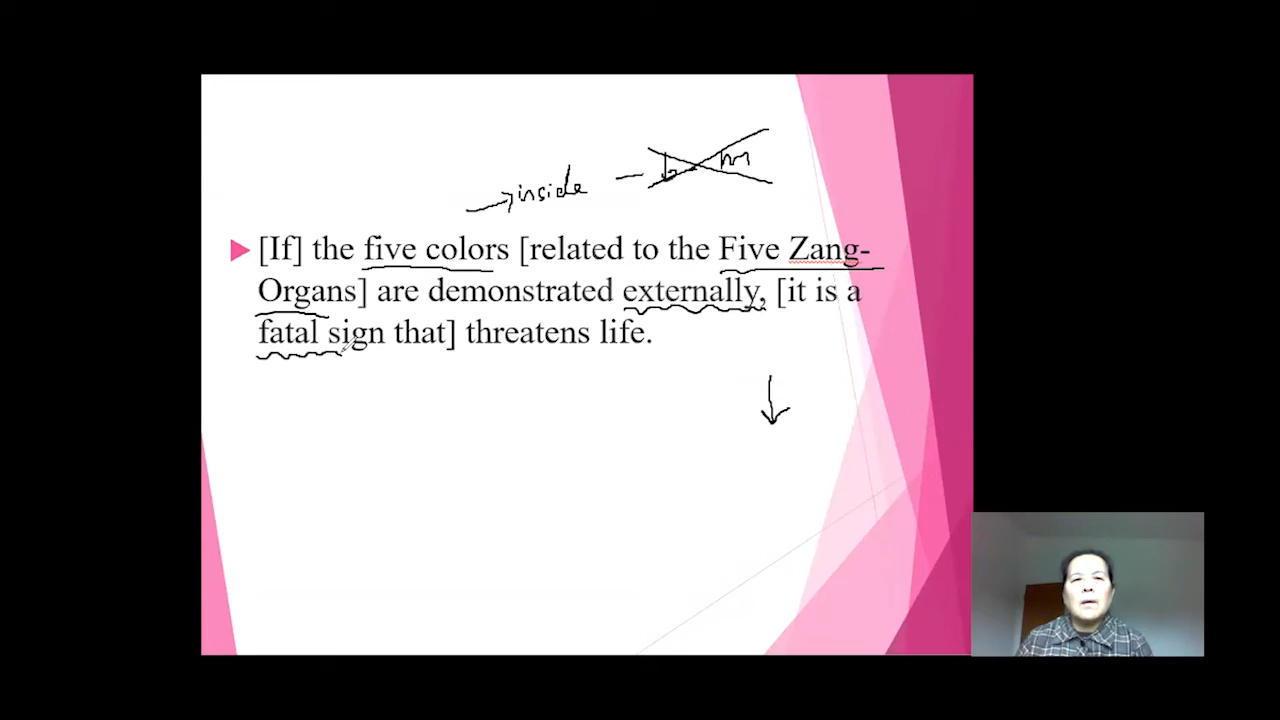 → inside –
[If] the five colors [related to the Five Zang-
Organs] are demonstrated externally, [it is a
fatal sign that] threatens life.